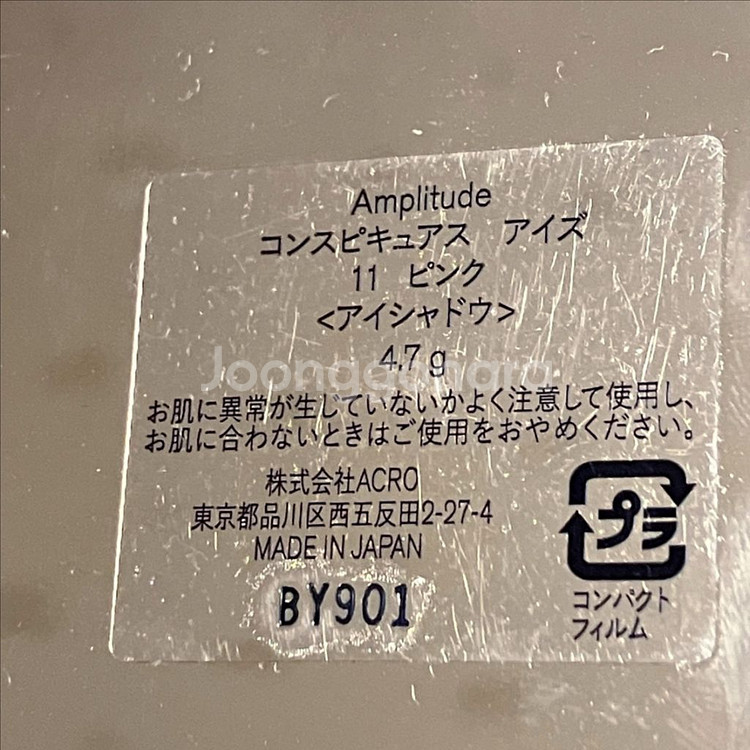 Amplitude
コンスピキュアス アイズ
11 ピンク
<アイシャドウ>
4.7g
Joongonara
お肌に異常が生じていないかよく注意して使用し、
お肌に合わないときはご使用をおやめください。
株式会社ACRO
東京都品川区西五反田2-27-4
MADE IN JAPAN
BY901
プラ
コンパクト
フィルム